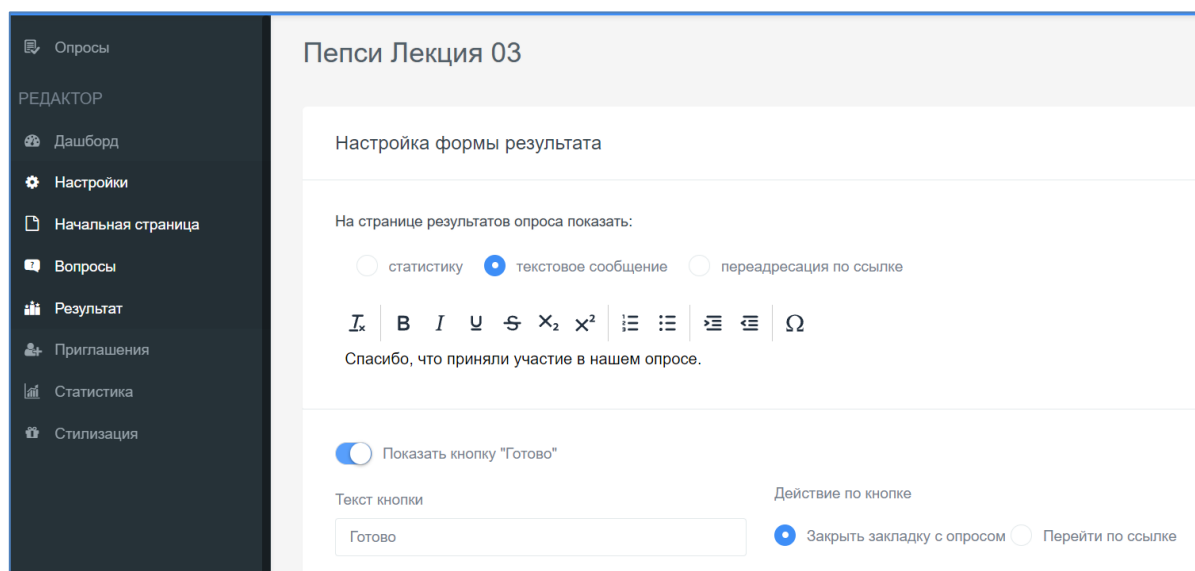 Опросы
РЕДАКТОР
Дашборд
Настройки
Начальная страница
Вопросы
Результат
Приглашения
Статистика
Стилизация
Пепси Лекция 03
Настройка формы результата
На странице результатов опроса показать:
статистику текстовое сообщение переадресация по ссылке
Спасибо, что приняли участие в нашем опросе.
Показать кнопку "Готово"
Текст кнопки
Готово
Действие по кнопке
Закрыть закладку с опросом Перейти по ссылке